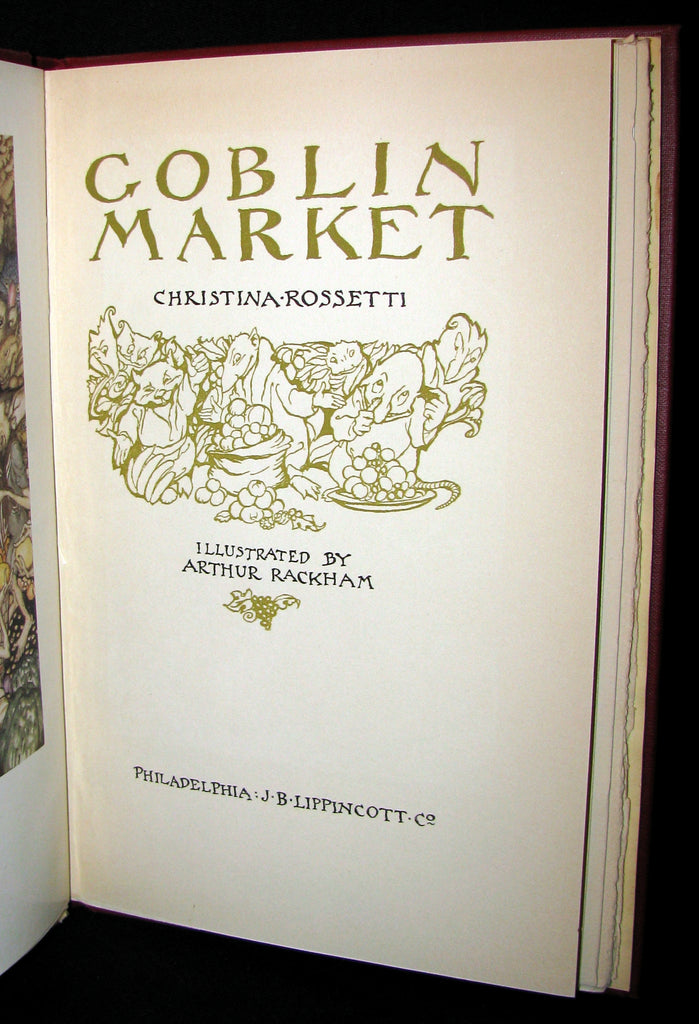 GOBLIN
MARKET
CHRISTINA·ROSSETTI
ILLUSTRATED BY
ARTHUR RACKHAM
PHILADELPHIA : J·B·LIPPINCOTT·Cº